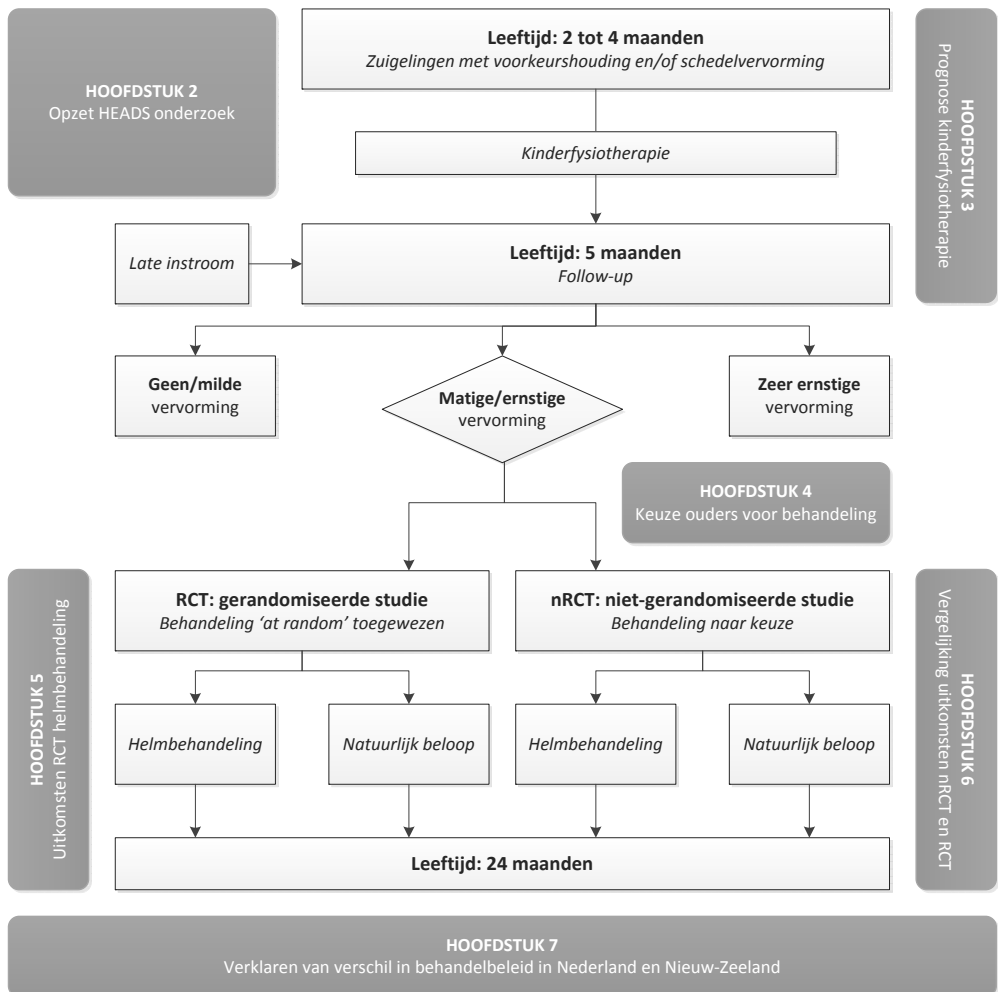 HOOFDSTUK 2
Opzet HEADS onderzoek
Leeftijd: 2 tot 4 maanden
Zuigelingen met voorkeurshouding en/of schedelvervorming
HOOFDSTUK 3
Prognose kinderfysiotherapie
Kinderfysiotherapie
Late instroom
Leeftijd: 5 maanden
Follow-up
Geen/milde
vervorming
Matige/ernstige
vervorming
Zeer ernstige
vervorming
HOOFDSTUK 4
Keuze ouders voor behandeling
HOOFDSTUK 5
Uitkomsten RCT helmbehandeling
RCT: gerandomiseerde studie
Behandeling ‘at random’ toegewezen
nRCT: niet-gerandomiseerde studie
Behandeling naar keuze
HOOFDSTUK 6
Vergelijking uitkomsten nRCT en RCT
Helmbehandeling
Natuurlijk beloop
Helmbehandeling
Natuurlijk beloop
Leeftijd: 24 maanden
HOOFDSTUK 7
Verklaren van verschil in behandelbeleid in Nederland en Nieuw-Zeeland